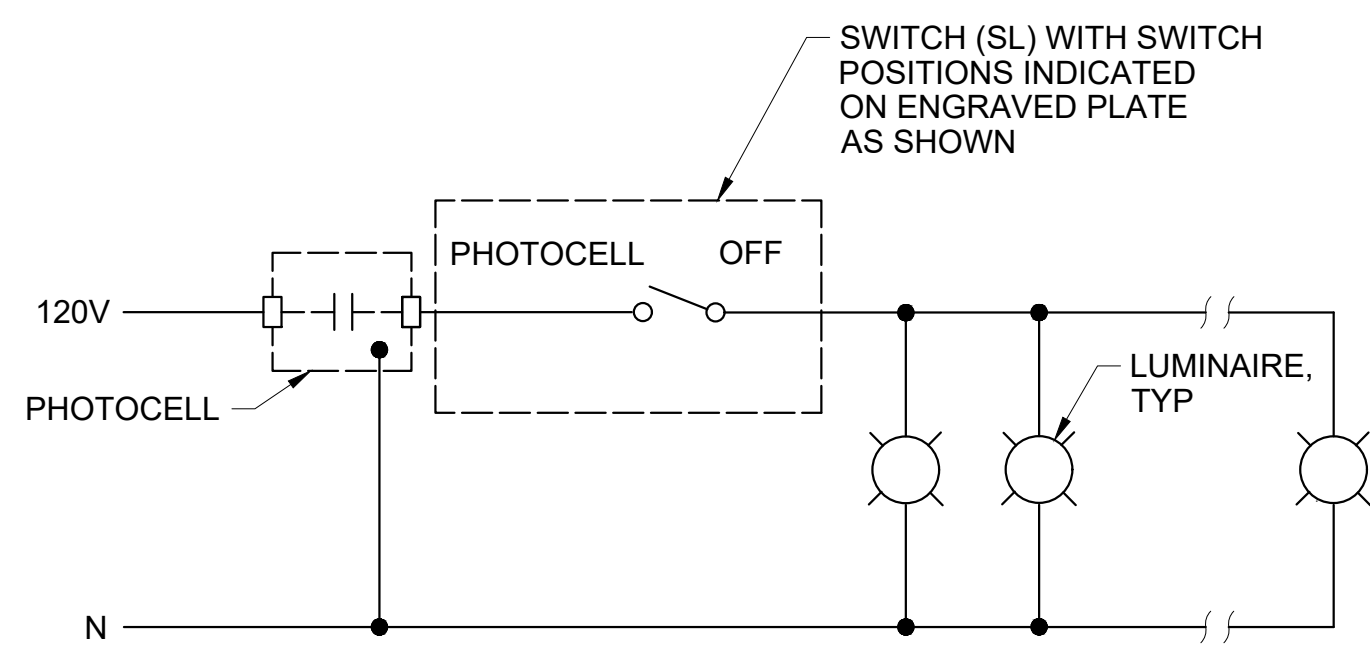 SWITCH (SL) WITH SWITCH
POSITIONS INDICATED
ON ENGRAVED PLATE
AS SHOWN
PHOTOCELL OFF
120V
LUMINAIRE,
TYP
PHOTOCELL
N